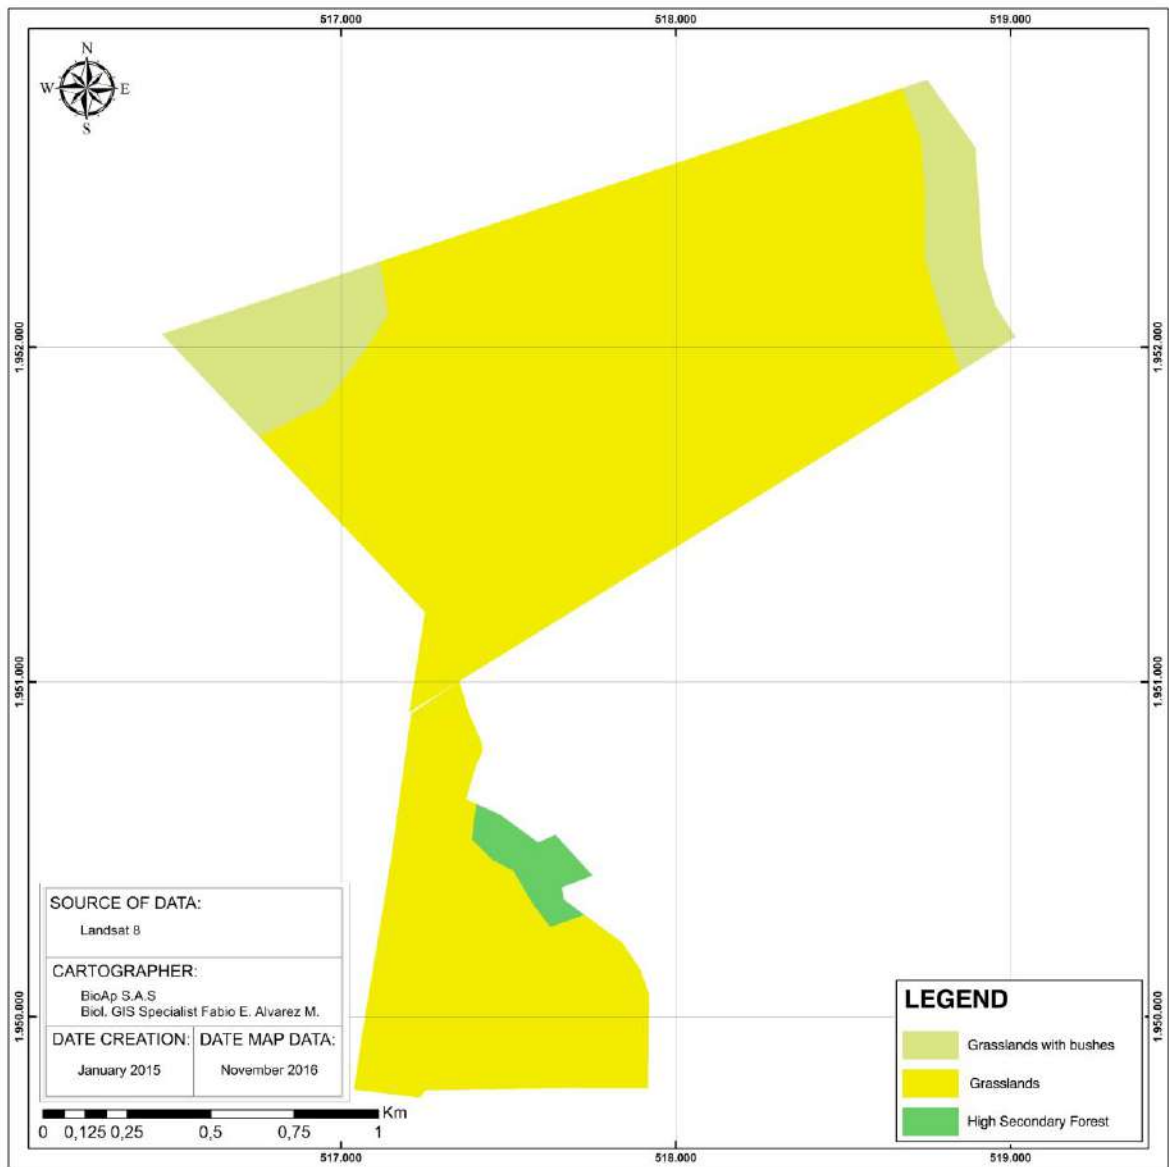 517.000 518.000 519.000
N
W E
S
1.952.000 1.952.000
1.951.000 1.951.000
1.950.000 1.950.000
SOURCE OF DATA:
Landsat 8
CARTOGRAPHER:
BioAp S.A.S
Biol. GIS Specialist Fabio E. Alvarez M.
DATE CREATION: DATE MAP DATA:
January 2015 November 2016
Km
0 0,125 0,25 0,5 0,75 1
LEGEND
Grasslands with bushes
Grasslands
High Secondary Forest
517.000 518.000 519.000